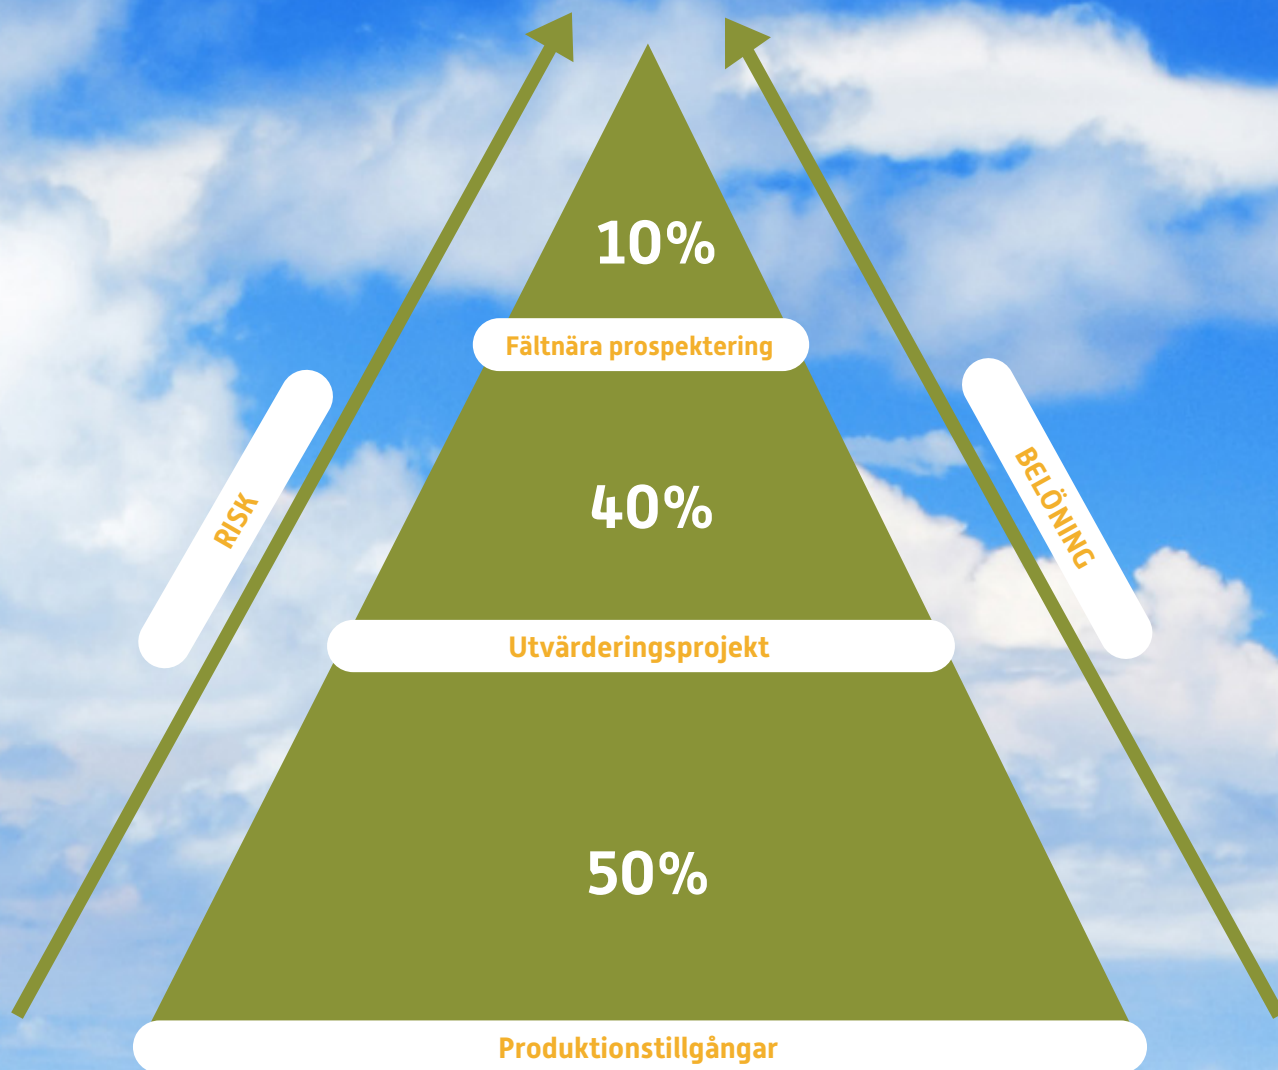 10%
Fältnära prospektering
40%
RISK
BELÖNING
Utvärderingsprojekt
50%
Produktionstillgångar